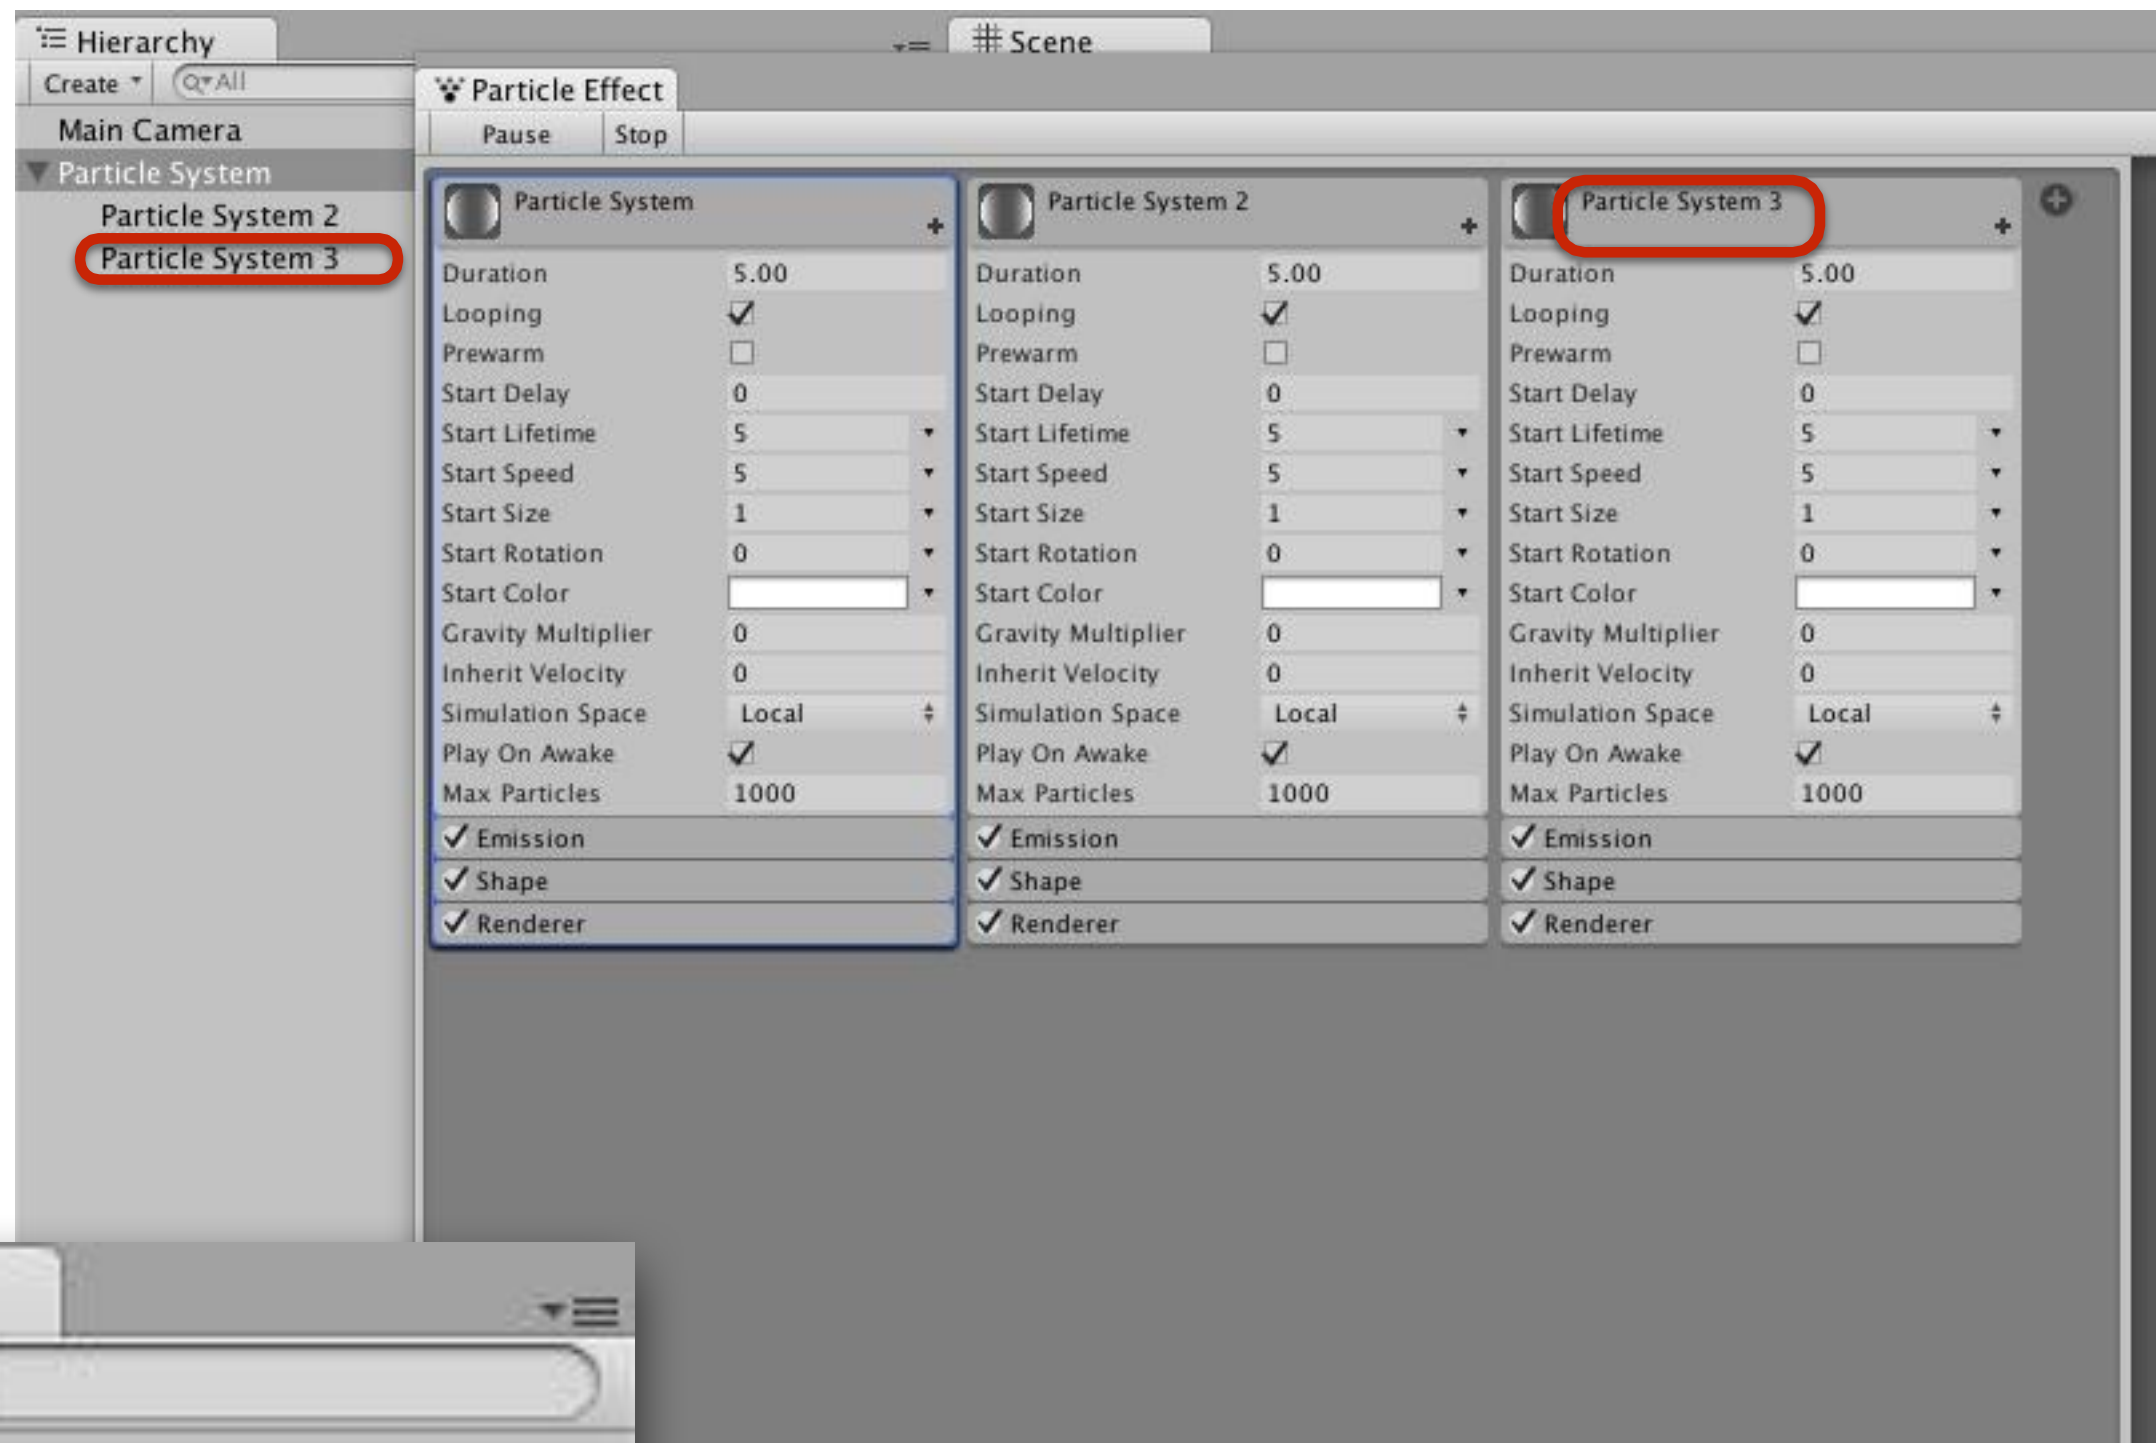 Hierarchy
Scene
Create
All
Particle Effect
Pause Stop
Main Camera
Particle System
Particle System 2
Particle System 3
Particle System Particle System 2 Particle System 3
Duration 5.00 Duration 5.00 Duration 5.00
Looping Looping Looping
Prewarm Prewarm Prewarm
Start Delay 0 Start Delay 0 Start Delay 0
Start Lifetime 5 Start Lifetime 5 Start Lifetime 5
Start Speed 5 Start Speed 5 Start Speed 5
Start Size 1 Start Size 1 Start Size 1
Start Rotation 0 Start Rotation 0 Start Rotation 0
Start Color Start Color Start Color
Gravity Multiplier 0 Gravity Multiplier 0 Gravity Multiplier 0
Inherit Velocity 0 Inherit Velocity 0 Inherit Velocity 0
Simulation Space Local Simulation Space Local Simulation Space Local
Play On Awake Play On Awake Play On Awake
Max Particles 1000 Max Particles 1000 Max Particles 1000
Emission Emission Emission
Shape Shape Shape
Renderer Renderer Renderer